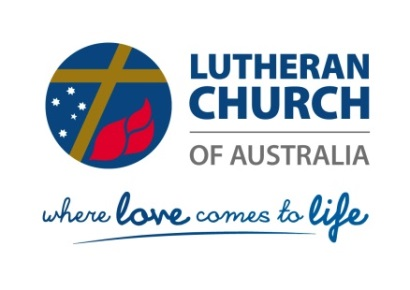 LUTHERAN
CHURCH
OF AUSTRALIA
where love comes to life